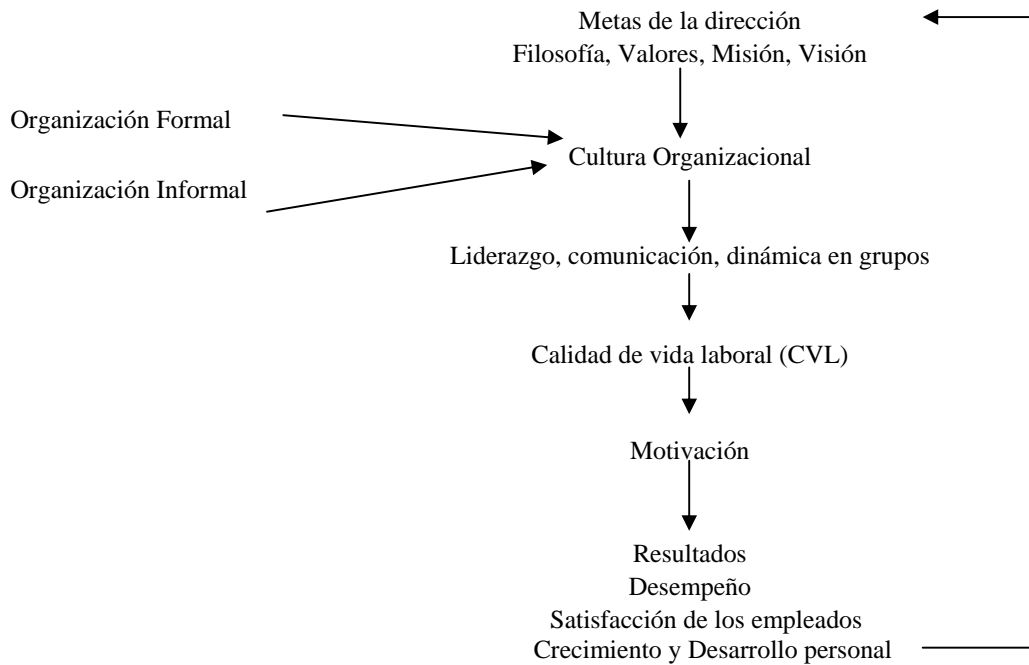 Metas de la dirección
Filosofía, Valores, Misión, Visión
Organización Formal
Cultura Organizacional
Organización Informal
Liderazgo, comunicación, dinámica en grupos
Calidad de vida laboral (CVL)
Motivación
Resultados
Desempeño
Satisfacción de los empleados
Crecimiento y Desarrollo personal